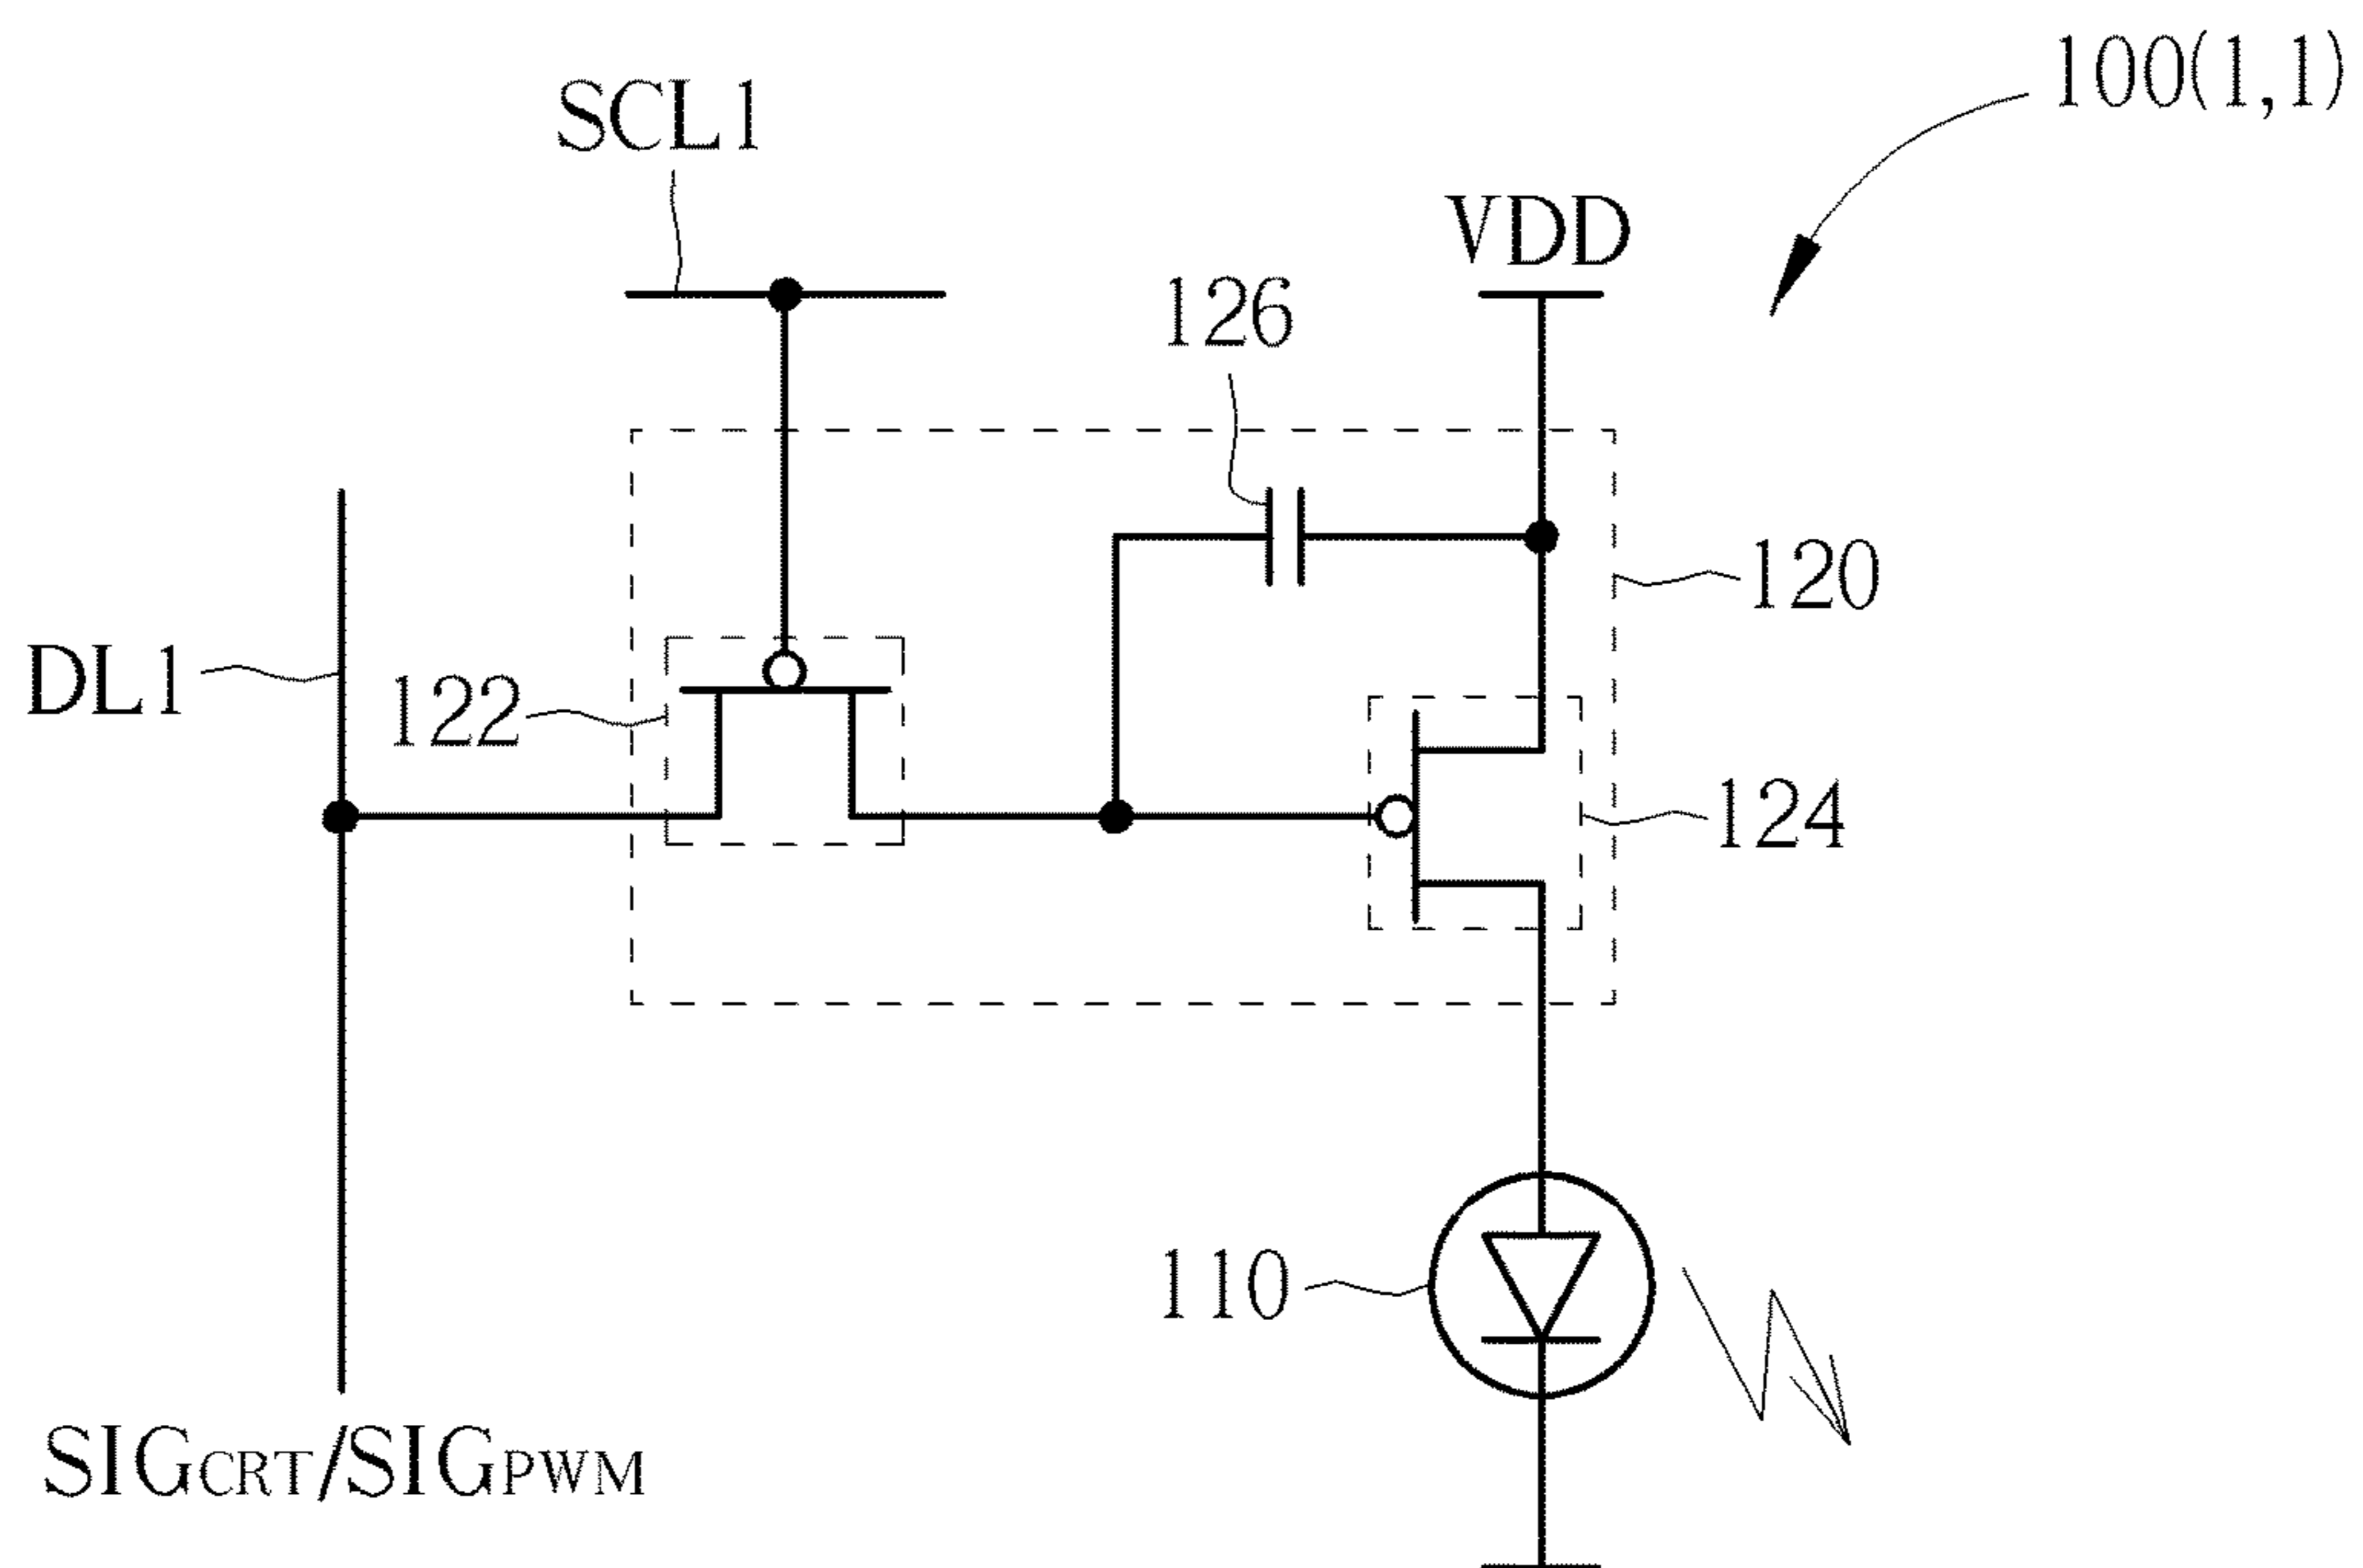 100(1,1)
SCL1
VDD
126
120
DL1
122
124
110
SIGCRT/SIGPWM